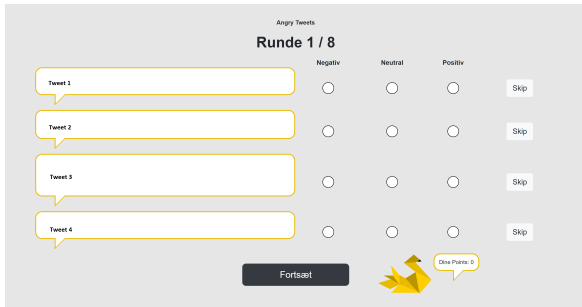 Angry Tweets
Runde 1 / 8
Negativ Neutral Positiv
Tweet 1 Skip
Tweet 2 Skip
Tweet 3 Skip
Tweet 4 Skip
Fortsæt
Dine Points: 0